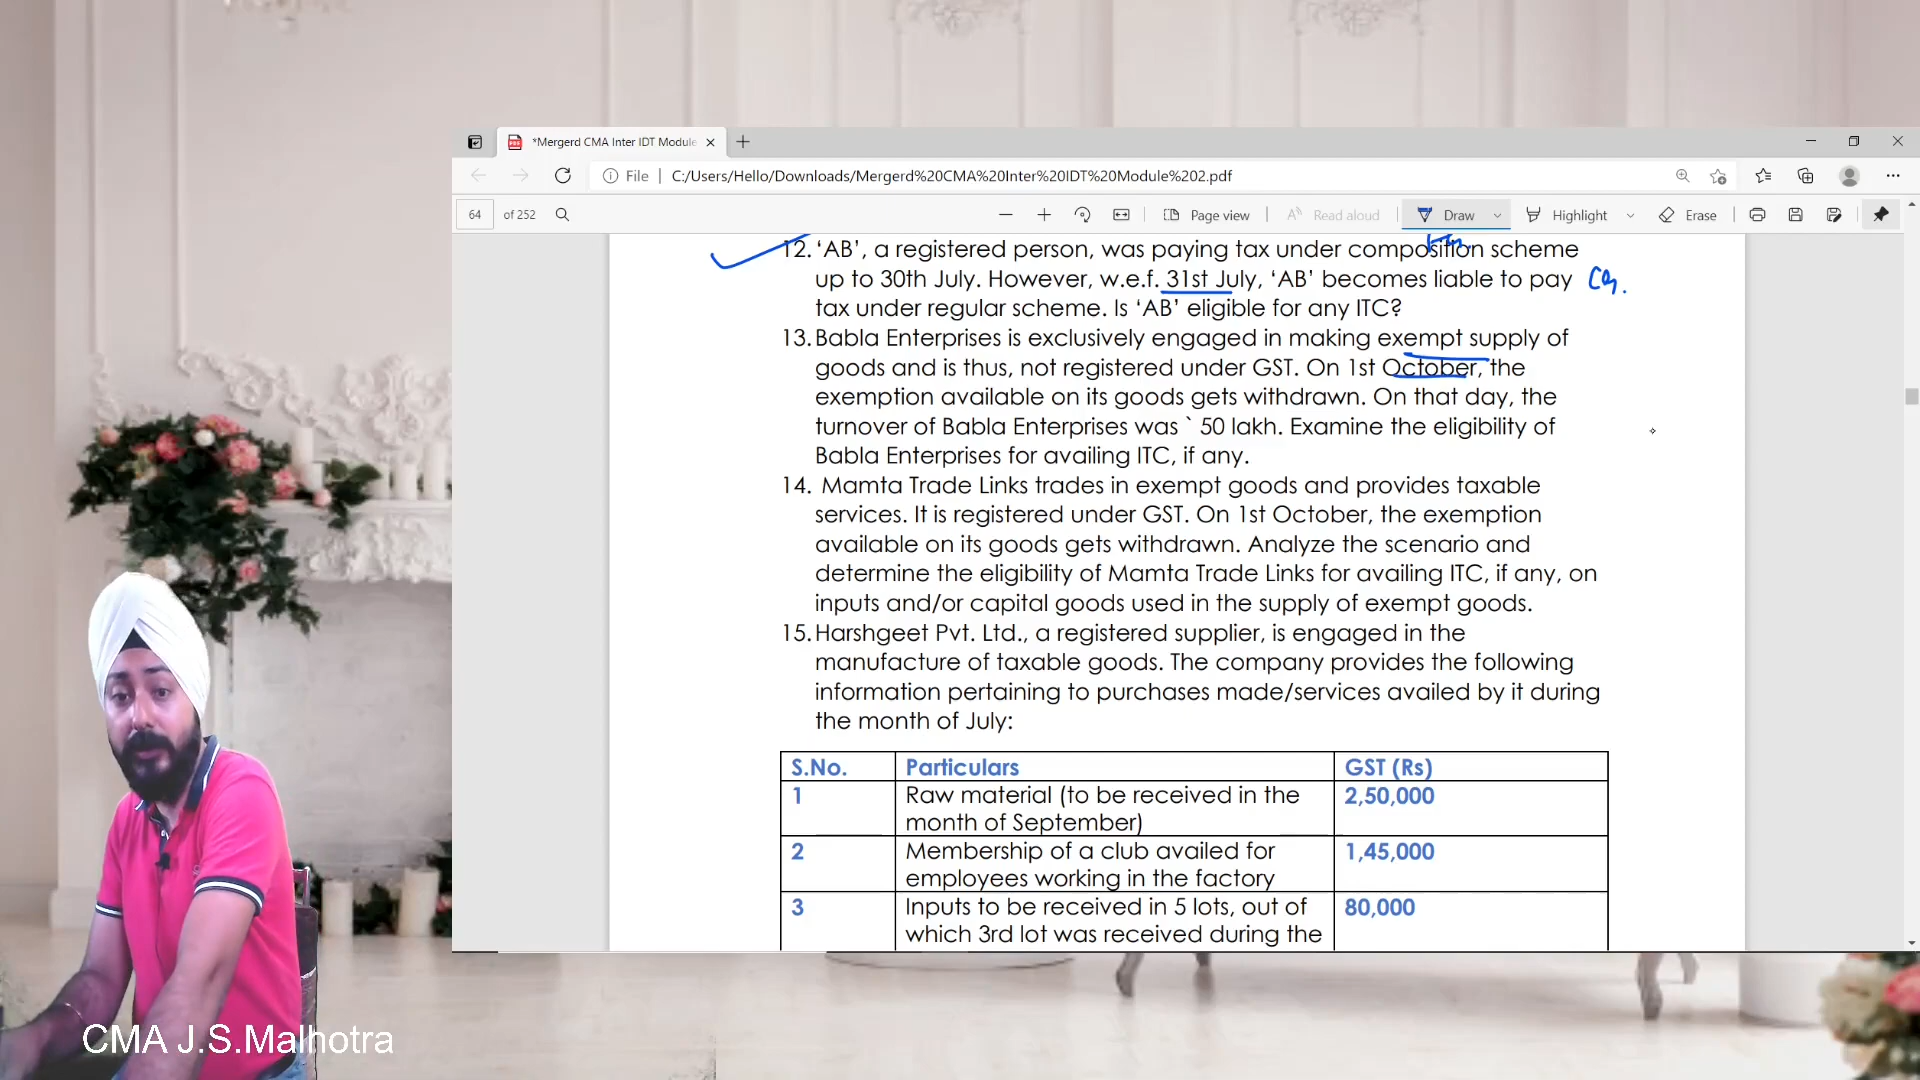 *Mergerd CMA Inter IDT Module
File | C:/Users/Hello/Downloads/Mergerd%20CMA%20Inter%20IDT%20Module%202.pdf
64 of 252 Page view Read aloud Draw Highlight Erase
12. ‘AB’, a registered person, was paying tax under composition scheme
up to 30th July. However, w.e.f. 31st July, ‘AB’ becomes liable to pay
tax under regular scheme. Is ‘AB’ eligible for any ITC?
13. Babla Enterprises is exclusively engaged in making exempt supply of
goods and is thus, not registered under GST. On 1st October, the
exemption available on its goods gets withdrawn. On that day, the
turnover of Babla Enterprises was ` 50 lakh. Examine the eligibility of
Babla Enterprises for availing ITC, if any.
14. Mamta Trade Links trades in exempt goods and provides taxable
services. It is registered under GST. On 1st October, the exemption
available on its goods gets withdrawn. Analyze the scenario and
determine the eligibility of Mamta Trade Links for availing ITC, if any, on
inputs and/or capital goods used in the supply of exempt goods.
15. Harshgeet Pvt. Ltd., a registered supplier, is engaged in the
manufacture of taxable goods. The company provides the following
information pertaining to purchases made/services availed by it during
the month of July:
S.No. Particulars GST (Rs)
1 Raw material (to be received in the 2,50,000
month of September)
2 Membership of a club availed for 1,45,000
employees working in the factory
3 Inputs to be received in 5 lots, out of 80,000
which 3rd lot was received during the
CMA J.S.Malhotra